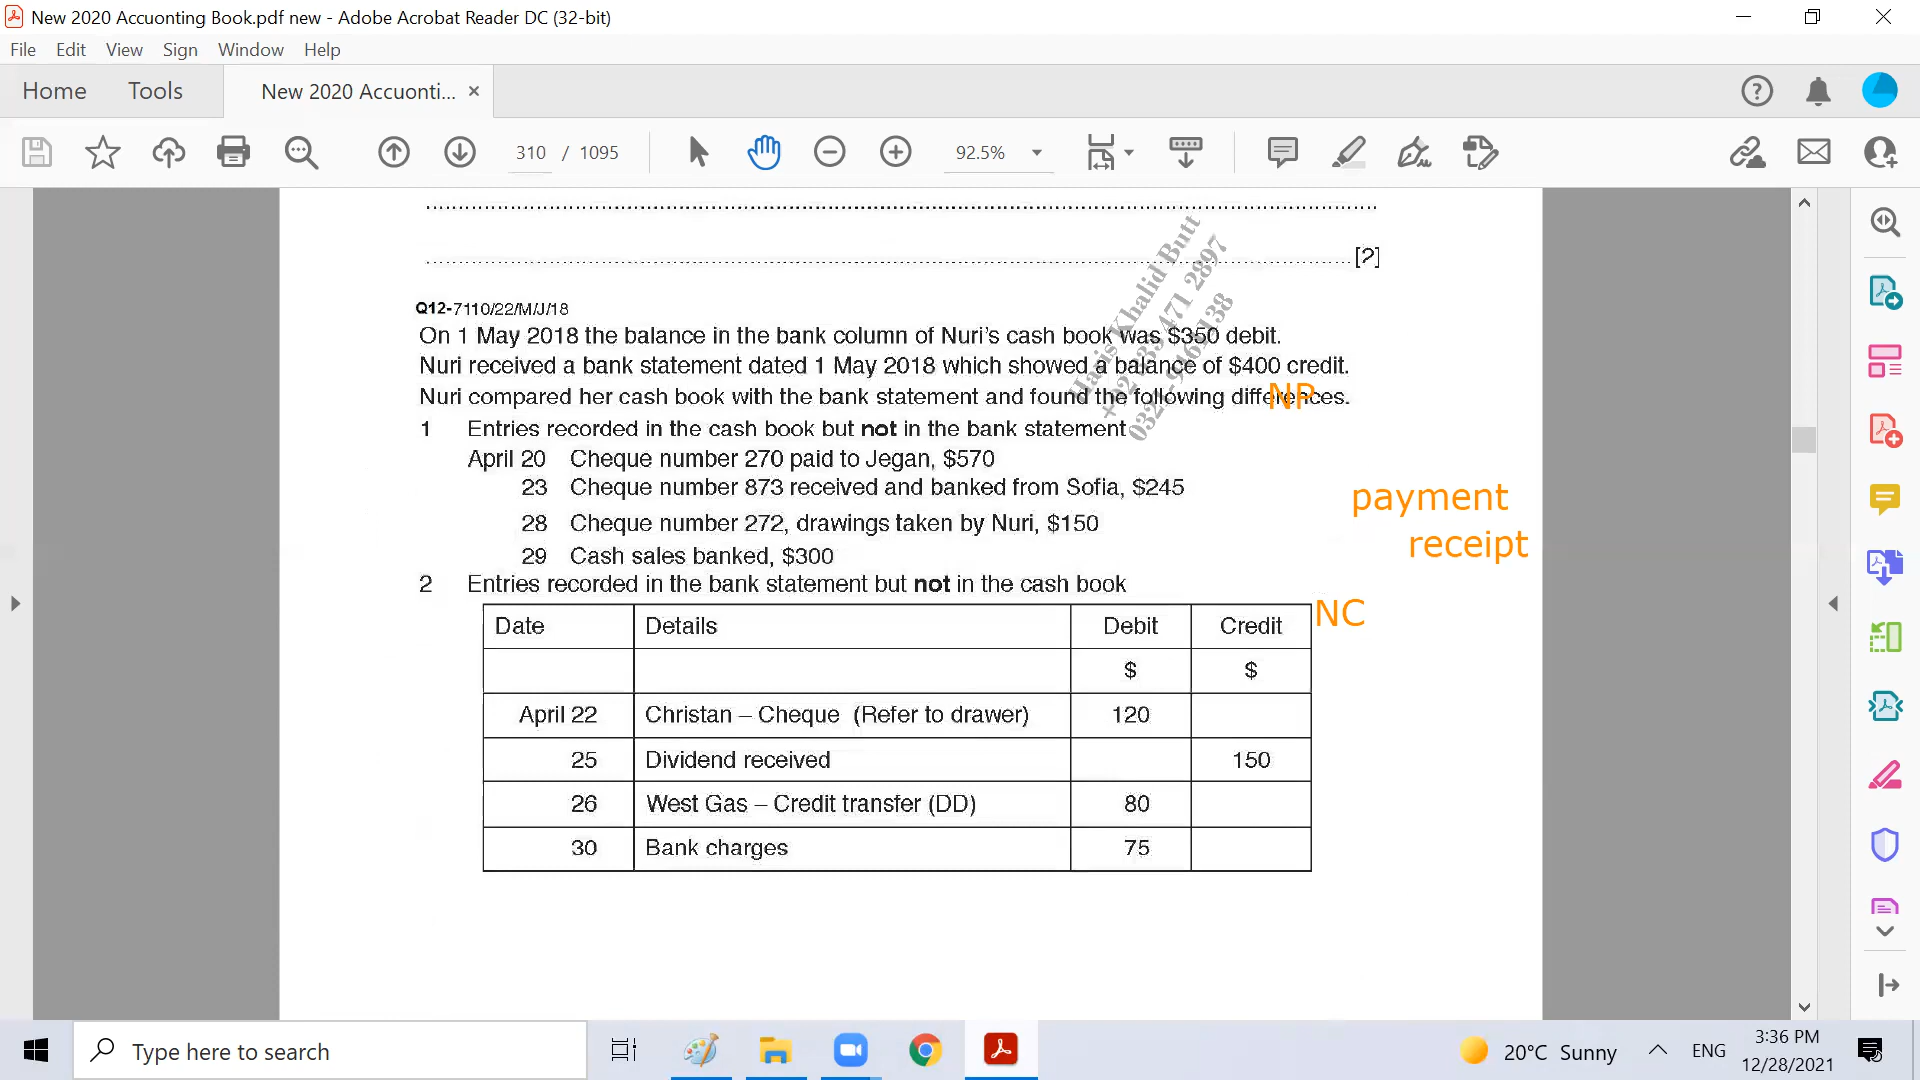 New 2020 Accuonting Book.pdf new - Adobe Acrobat Reader DC (32-bit)
File Edit View Sign Window Help
Home Tools New 2020 Accuonti... ×
310 / 1095 92.5%
[2]
Haris Khalid Butt
Q12-7110/22/M/J/18
On 1 May 2018 the balance in the bank column of Nuri's cash book was $350 debit.
Nuri received a bank statement dated 1 May 2018 which showed a balance of $400 credit.
Nuri compared her cash book with the bank statement and found the following differences.
NP
1 Entries recorded in the cash book but not in the bank statement
April 20 Cheque number 270 paid to Jegan, $570
23 Cheque number 873 received and banked from Sofia, $245
payment
28 Cheque number 272, drawings taken by Nuri, $150
receipt
29 Cash sales banked, $300
2 Entries recorded in the bank statement but not in the cash book
NC
Date Details Debit Credit
$ $
April 22 Christan – Cheque (Refer to drawer) 120
25 Dividend received 150
26 West Gas – Credit transfer (DD) 80
30 Bank charges 75
Type here to search
20°C Sunny ENG 3:36 PM
12/28/2021